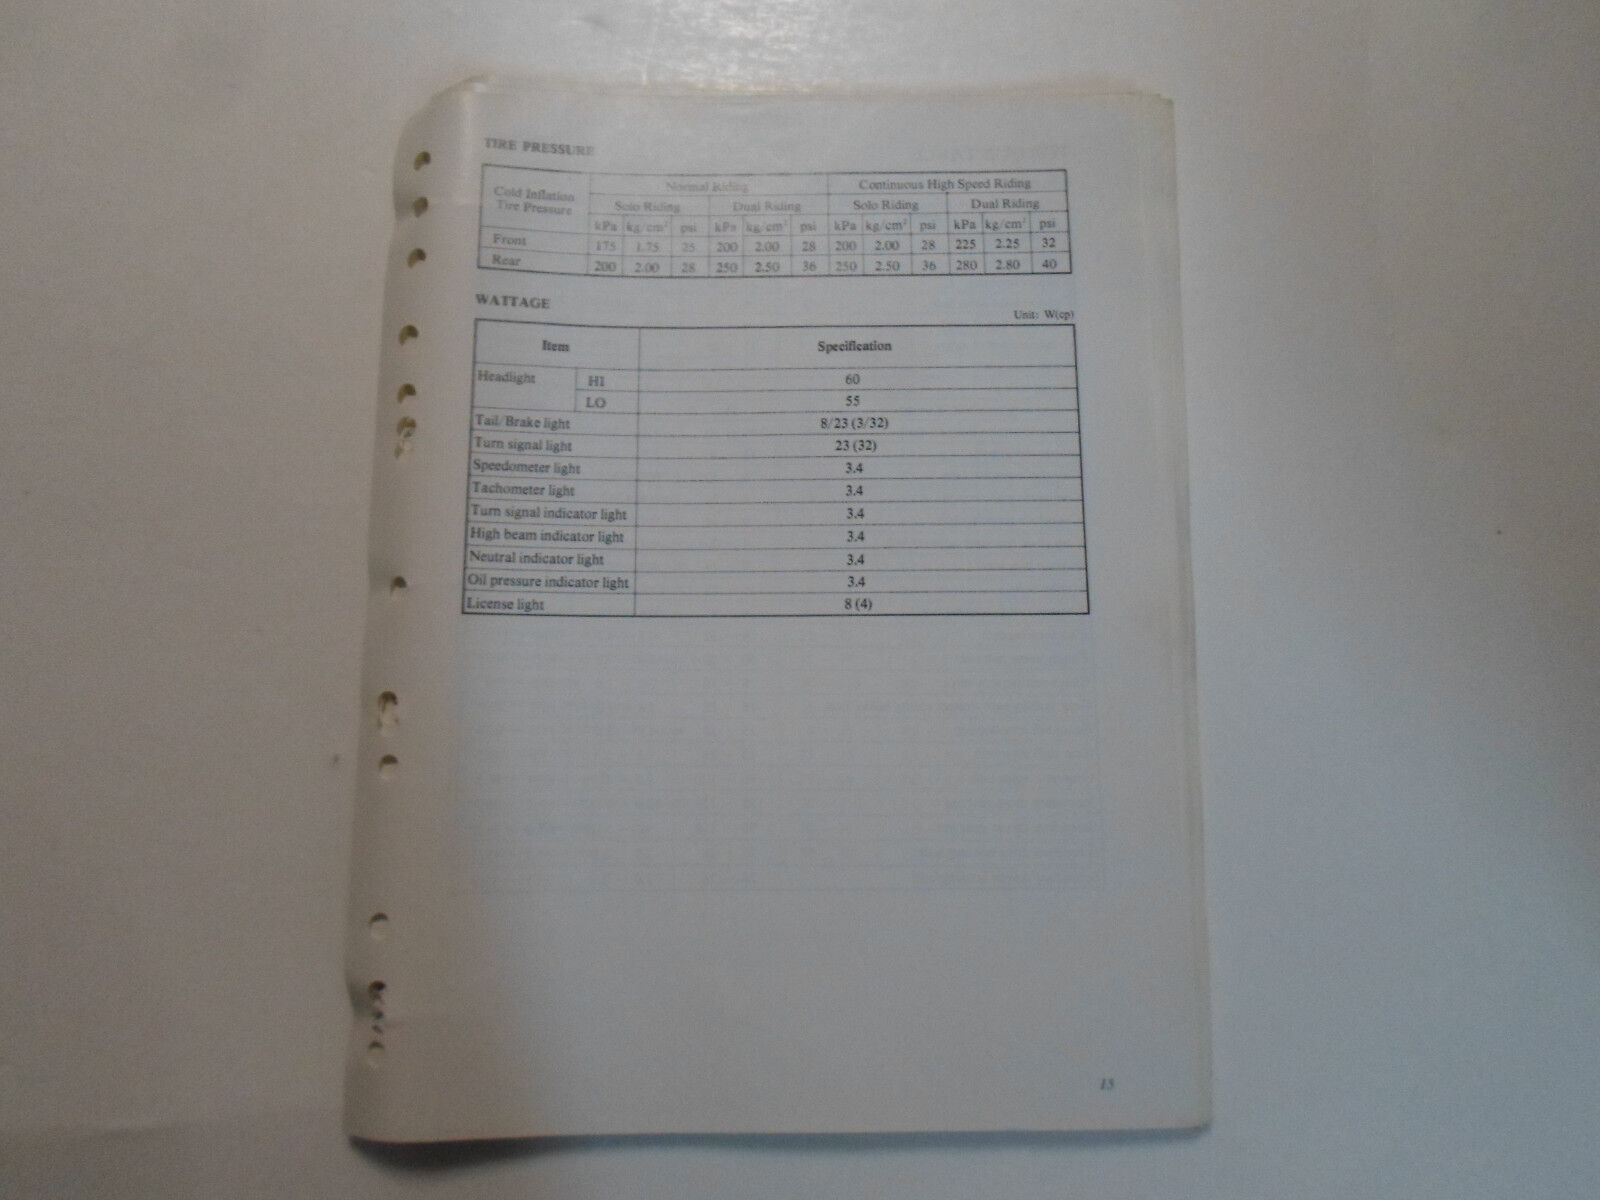 TIRE PRESSURE
Cold Inflation Tire Pressure
Normal Riding Continuous High Speed Riding
Solo Riding Dual Riding Solo Riding Dual Riding
kPa kg/cm² psi kPa kg/cm² psi kPa kg/cm² psi kPa kg/cm² psi
Front 175 1.75 25 200 2.00 28 200 2.00 28 225 2.25 32
Rear 200 2.00 28 250 2.50 36 250 2.50 36 280 2.80 40
WATTAGE
Unit: W(cp)
Item Specification
Headlight HI 60
LO 55
Tail/Brake light 8/23 (3/32)
Turn signal light 23 (32)
Speedometer light 3.4
Tachometer light 3.4
Turn signal indicator light 3.4
High beam indicator light 3.4
Neutral indicator light 3.4
Oil pressure indicator light 3.4
License light 8 (4)
15